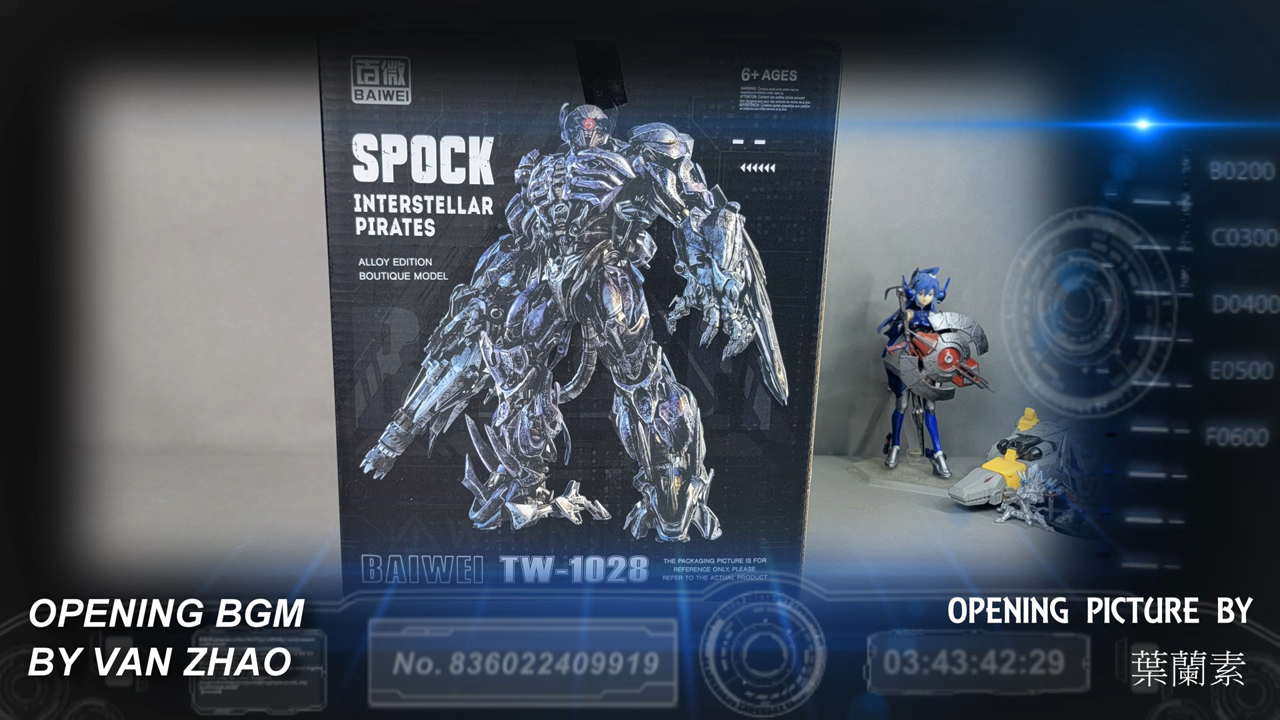 百微
BAIWEI
6+ AGES
SPOCK
INTERSTELLAR
PIRATES
ALLOY EDITION
BOUTIQUE MODEL
BAIWEI TW-1028
THE PACKAGING PICTURE IS FOR
REFERENCE ONLY, PLEASE
REFER TO THE ACTUAL PRODUCT
B0200
C0300
D0400
E0500
F0600
OPENING BGM
BY VAN ZHAO
No. 836022409919
03:43:42:29
OPENING PICTURE BY
葉蘭素